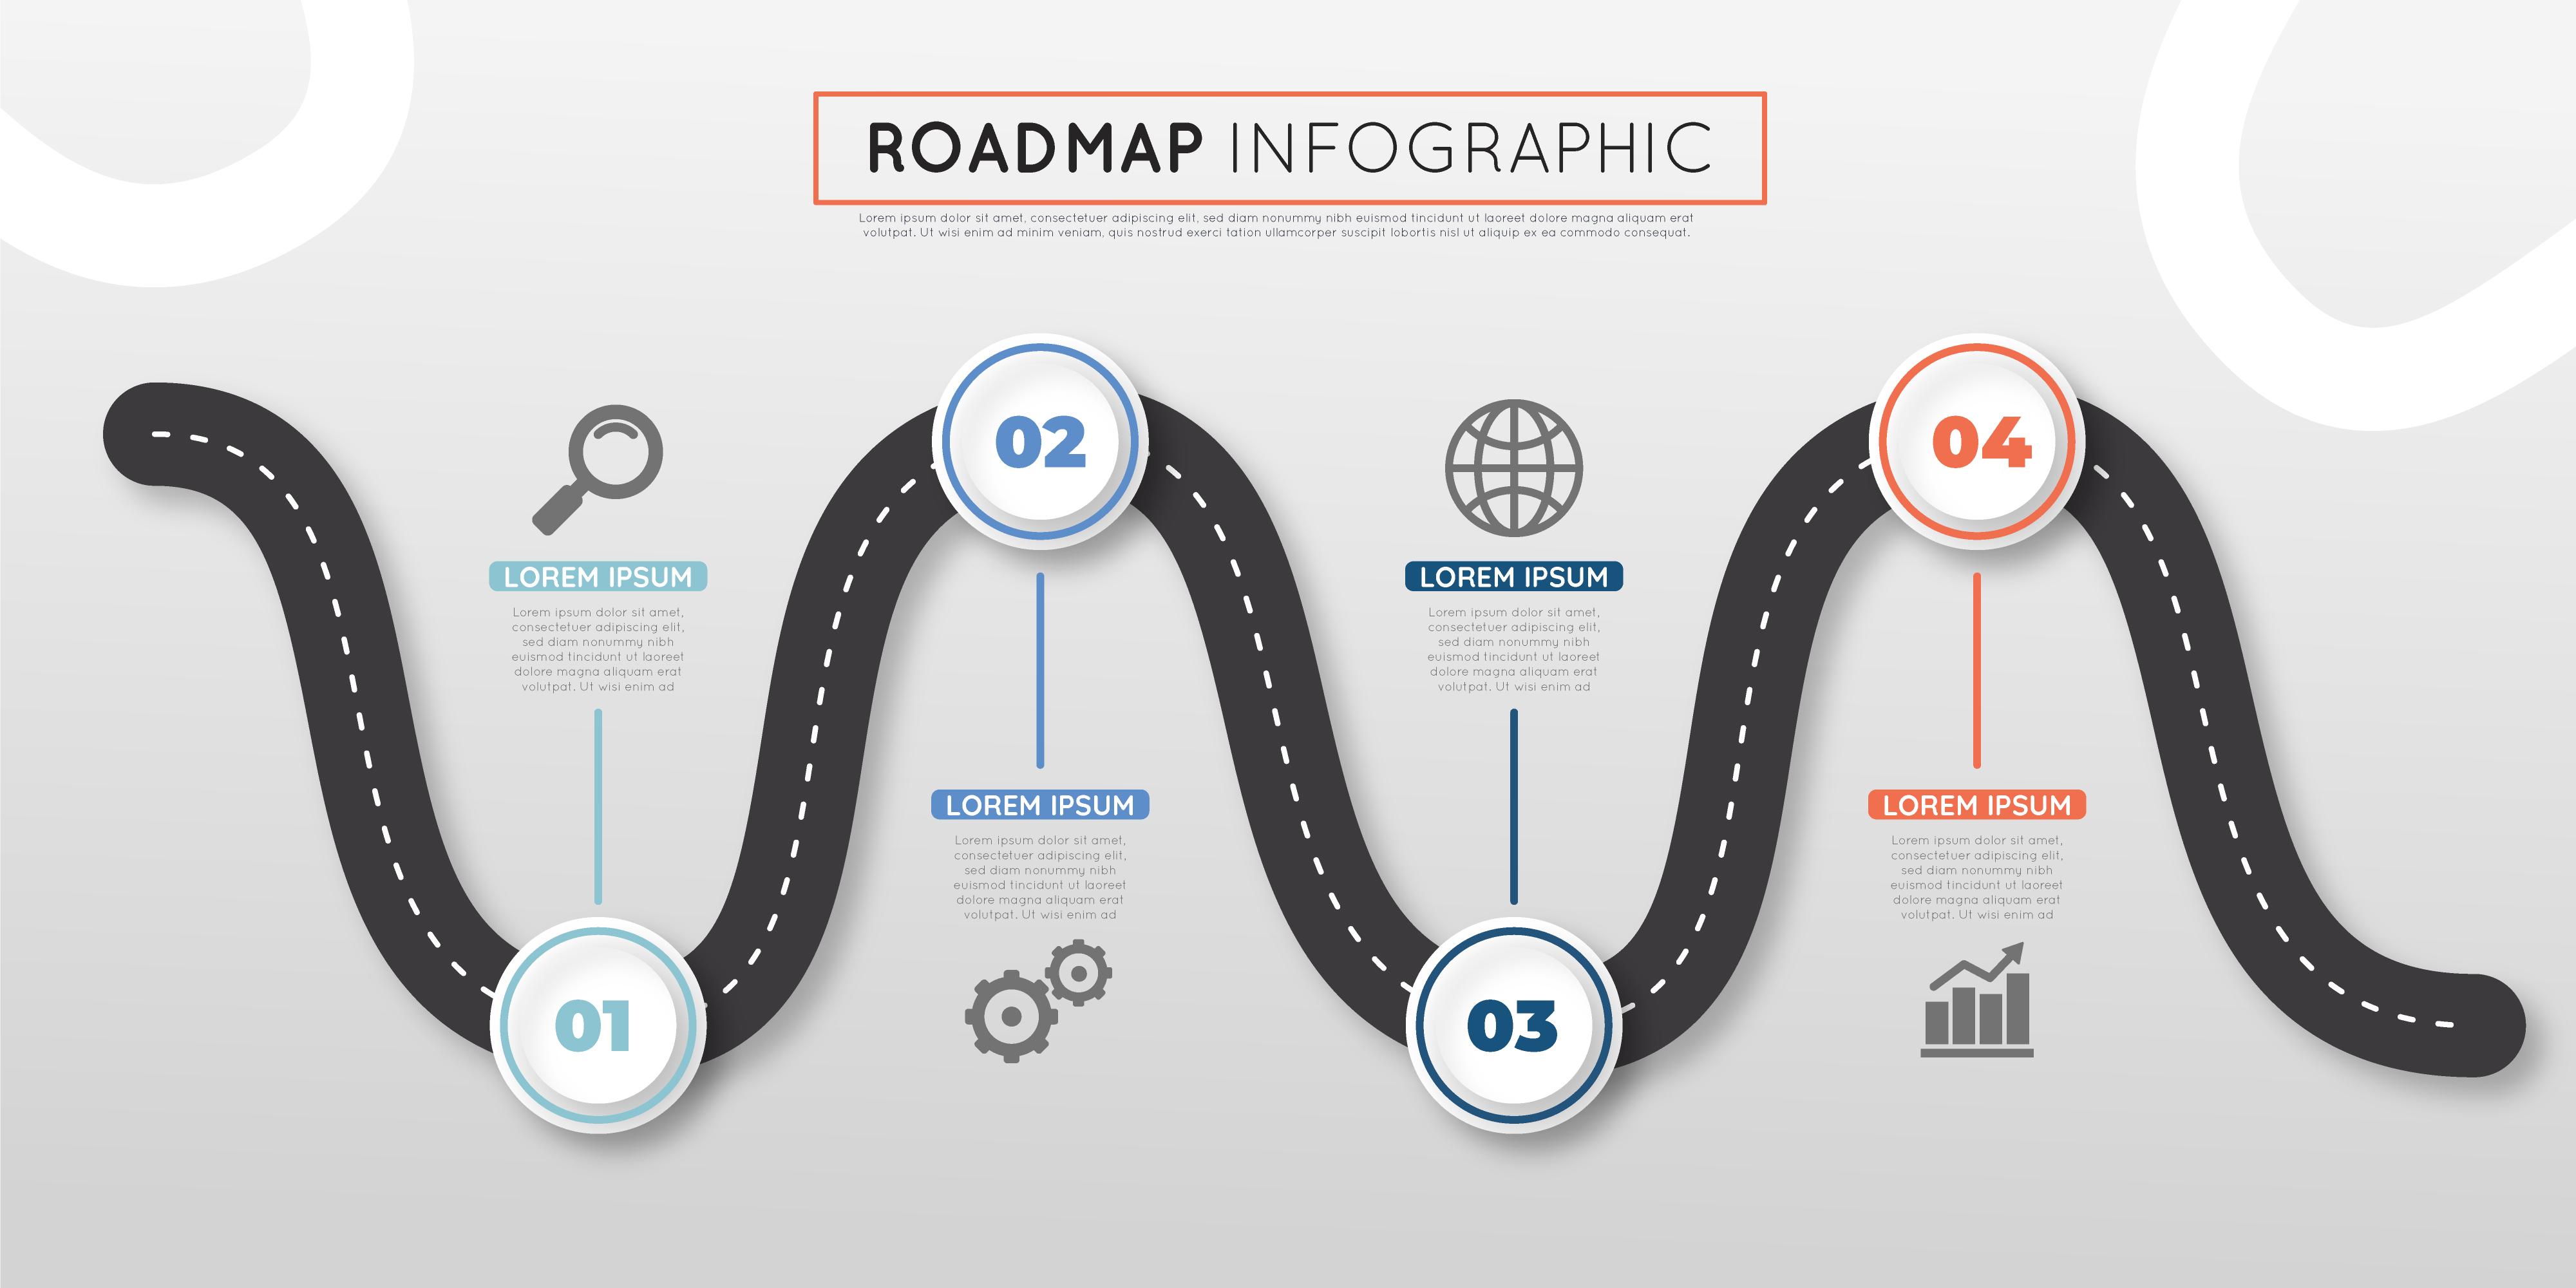 ROADMAP INFOGRAPHIC
Lorem ipsum dolor sit amet, consectetuer adipiscing elit, sed diam nonummy nibh euismod tincidunt ut laoreet dolore magna aliquam erat
volutpat. Ut wisi enim ad minim veniam, quis nostrud exerci tation ullamcorper suscipit lobortis nisl ut aliquip ex ea commodo consequat.
LOREM IPSUM
Lorem ipsum dolor sit amet,
consectetuer adipiscing elit,
sed diam nonummy nibh
euismod tincidunt ut laoreet
dolore magna aliquam erat
volutpat. Ut wisi enim ad
01
02
LOREM IPSUM
Lorem ipsum dolor sit amet,
consectetuer adipiscing elit,
sed diam nonummy nibh
euismod tincidunt ut laoreet
dolore magna aliquam erat
volutpat. Ut wisi enim ad
LOREM IPSUM
Lorem ipsum dolor sit amet,
consectetuer adipiscing elit,
sed diam nonummy nibh
euismod tincidunt ut laoreet
dolore magna aliquam erat
volutpat. Ut wisi enim ad
03
04
LOREM IPSUM
Lorem ipsum dolor sit amet,
consectetuer adipiscing elit,
sed diam nonummy nibh
euismod tincidunt ut laoreet
dolore magna aliquam erat
volutpat. Ut wisi enim ad